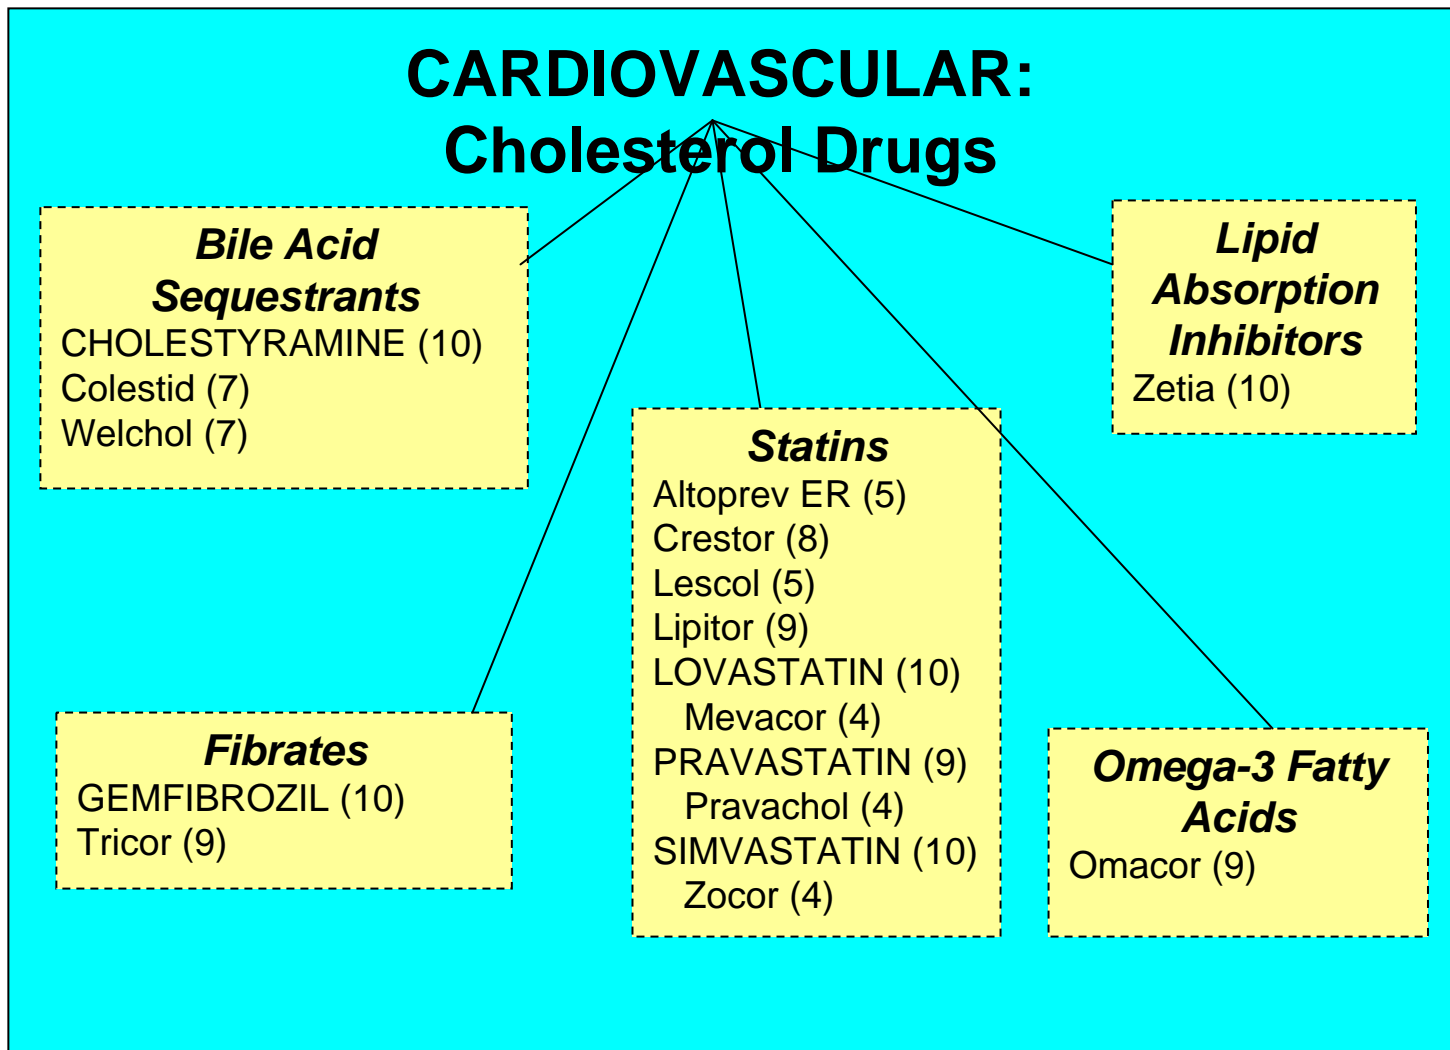 CARDIOVASCULAR:
Cholesterol Drugs
Bile Acid
Sequestrants
CHOLESTYRAMINE (10)
Colestid (7)
Welchol (7)
Lipid
Absorption
Inhibitors
Zetia (10)
Statins
Altoprev ER (5)
Crestor (8)
Lescol (5)
Lipitor (9)
LOVASTATIN (10)
Mevacor (4)
PRAVASTATIN (9)
Pravachol (4)
SIMVASTATIN (10)
Zocor (4)
Fibrates
GEMFIBROZIL (10)
Tricor (9)
Omega-3 Fatty
Acids
Omacor (9)